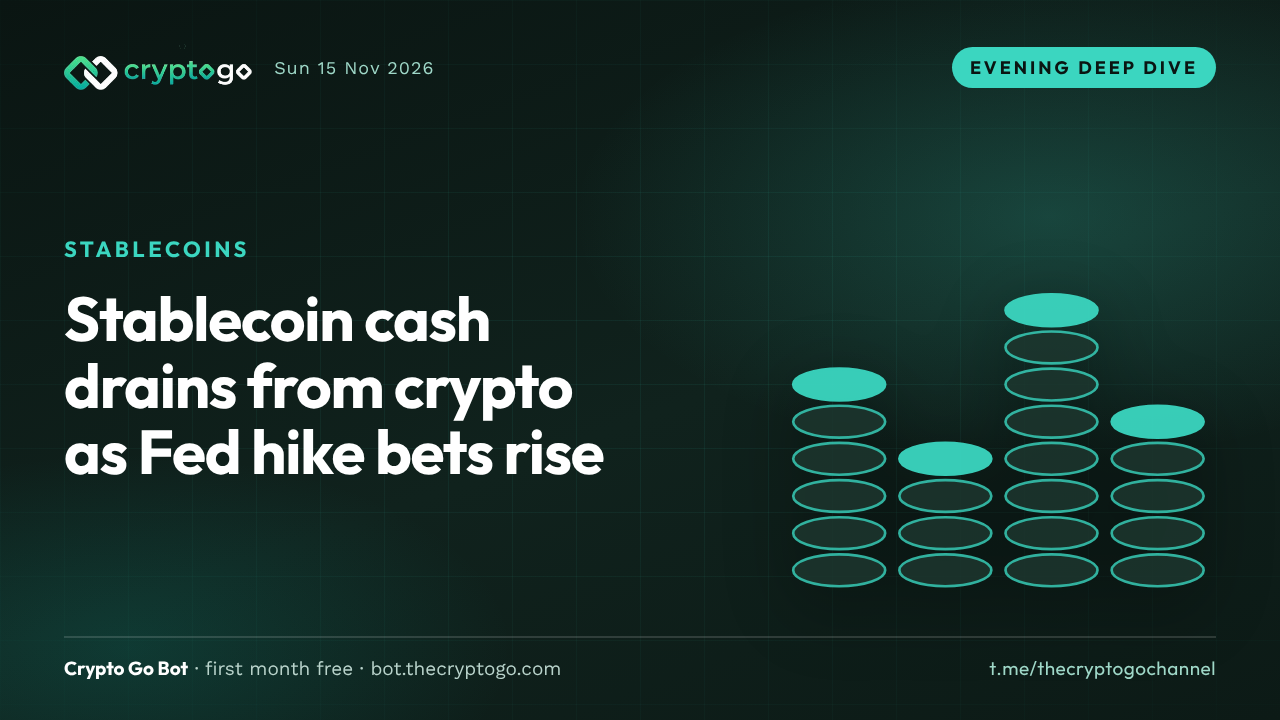 cryptogo
Sun 15 Nov 2026
EVENING DEEP DIVE
STABLECOINS
Stablecoin cash
drains from crypto
as Fed hike bets rise
Crypto Go Bot · first month free · bot.thecryptogo.com
t.me/thecryptogochannel